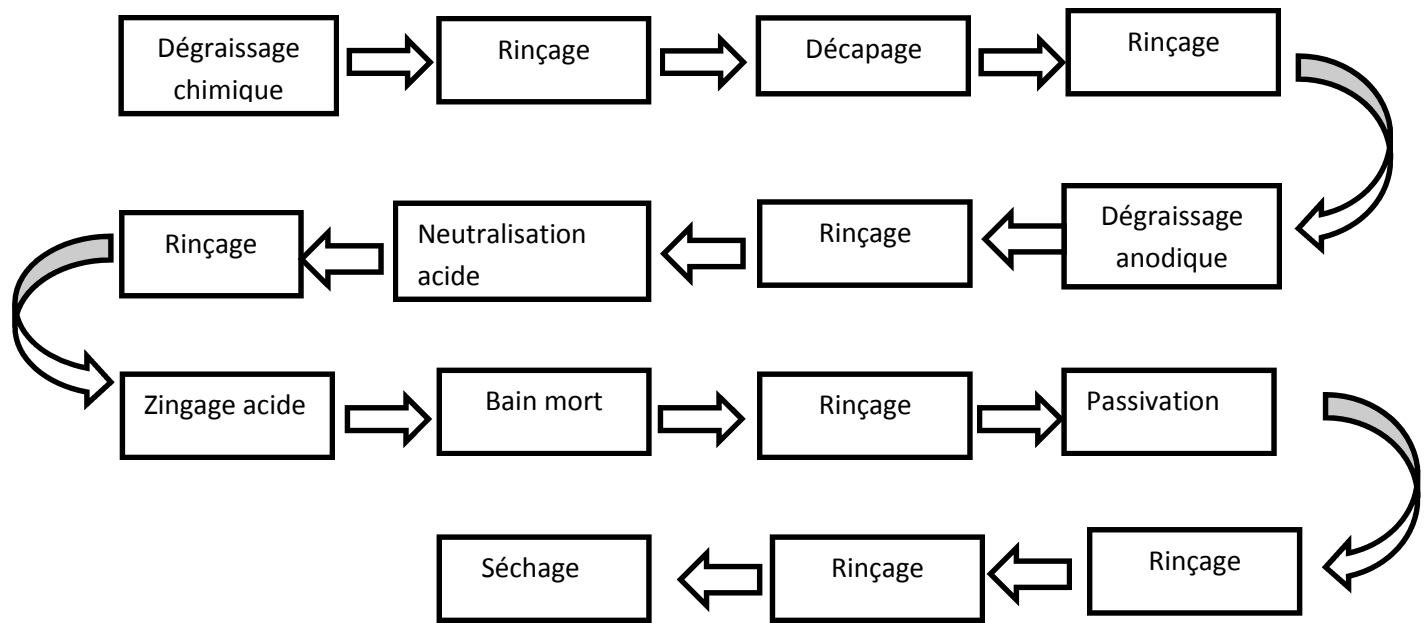 Dégraissage
chimique
Rinçage
Décapage
Rinçage
Dégraissage
anodique
Rinçage
Neutralisation
acide
Rinçage
Zingage acide
Bain mort
Rinçage
Passivation
Rinçage
Rinçage
Séchage